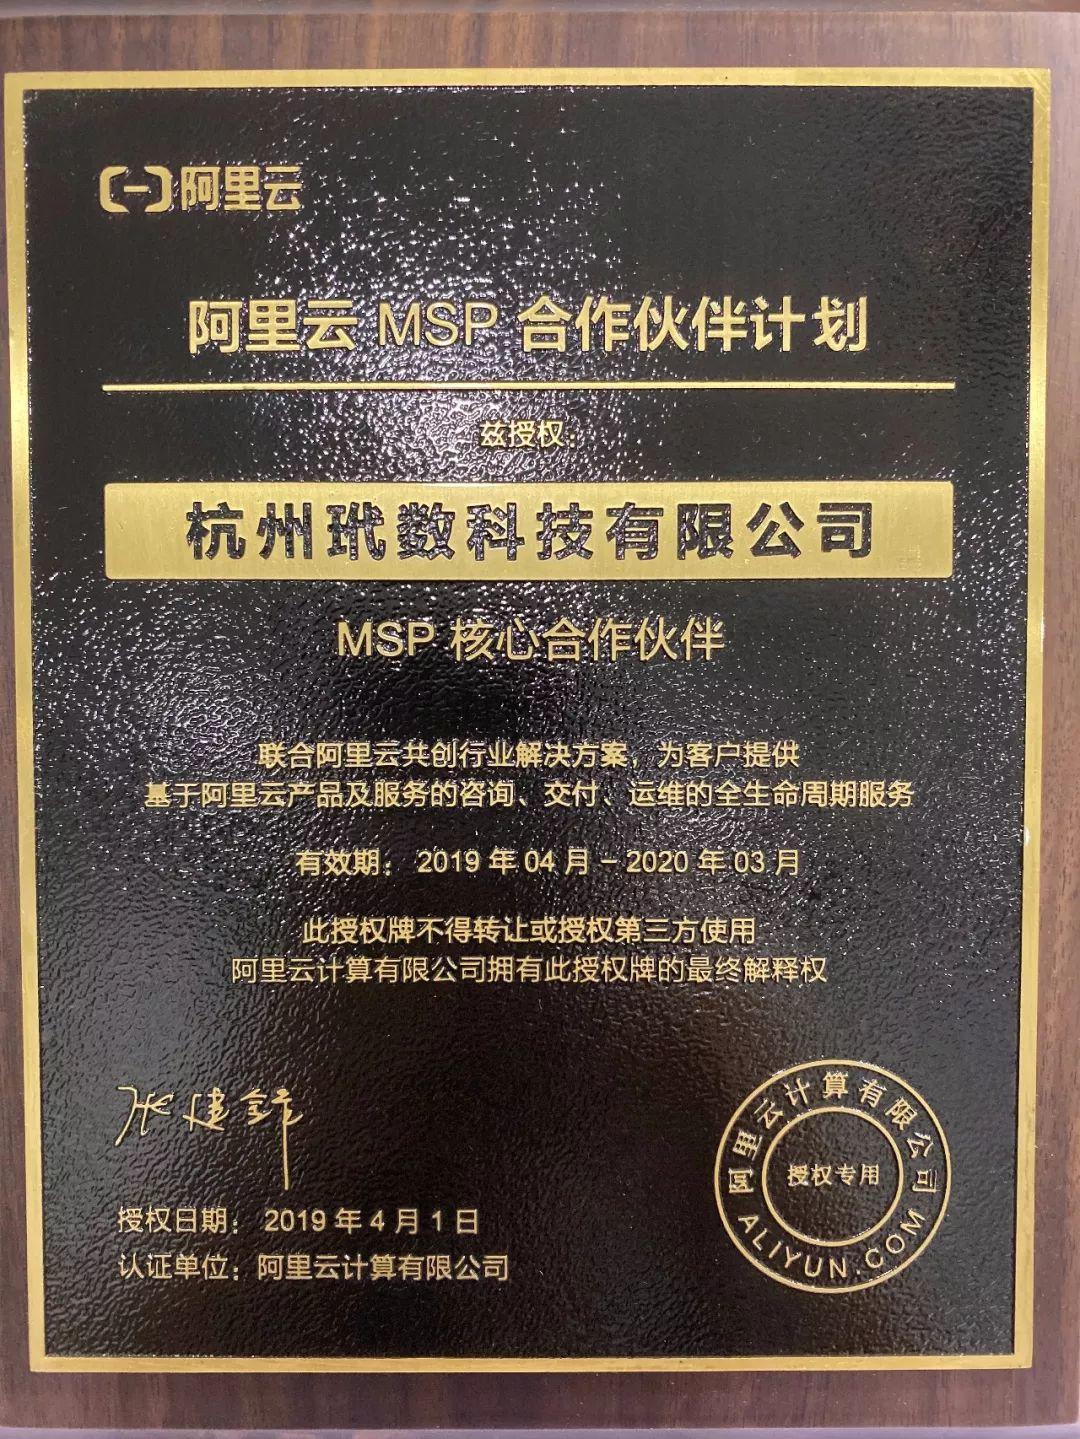 阿里云
阿里云 MSP 合作伙伴计划
兹授权：
杭州玳数科技有限公司
MSP 核心合作伙伴
联合阿里云共创行业解决方案，为客户提供
基于阿里云产品及服务的咨询、交付、运维的全生命周期服务
有效期： 2019 年 04 月 – 2020 年 03 月
此授权牌不得转让或授权第三方使用
阿里云计算有限公司拥有此授权牌的最终解释权
张建锋
授权日期： 2019 年 4 月 1 日
认证单位：阿里云计算有限公司
阿里云计算有限公司
授权专用
ALIYUN.COM